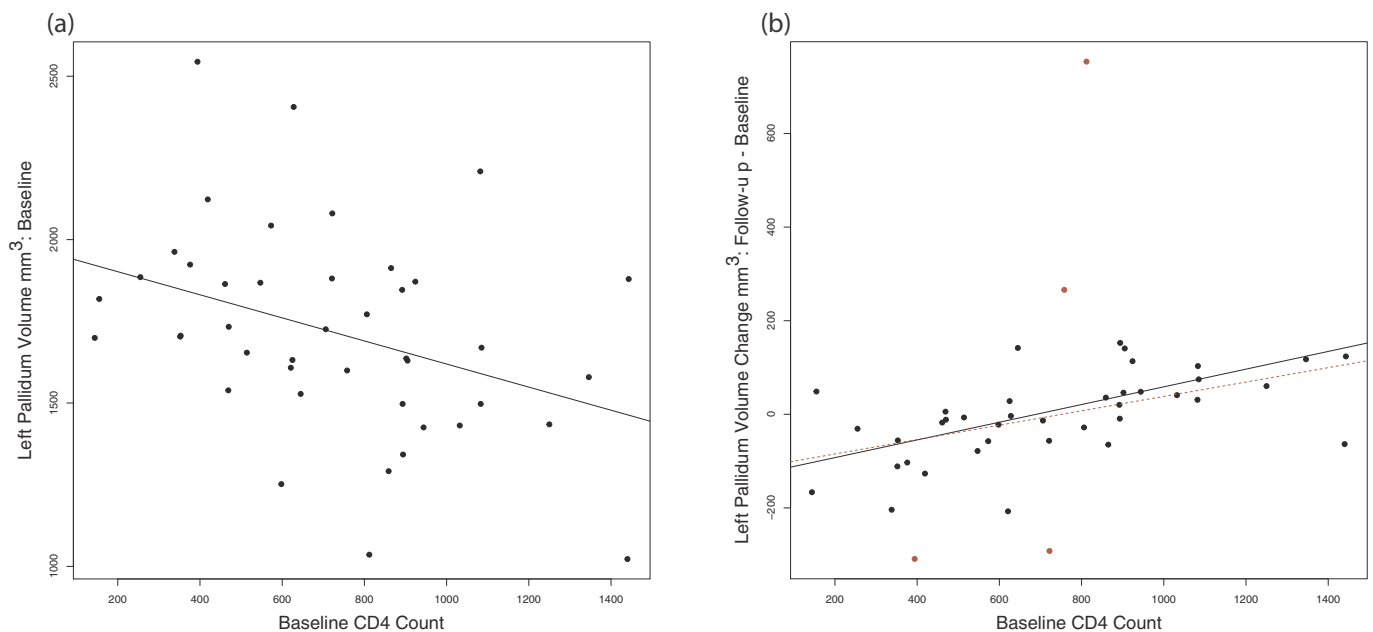 (a)
Left Pallidum Volume mm3: Baseline
2500
2000
1500
1000
200 400 600 800 1000 1200 1400
Baseline CD4 Count
(b)
Left Pallidum Volume Change mm3: Follow-u p - Baseline
600
400
200
0
−200
200 400 600 800 1000 1200 1400
Baseline CD4 Count